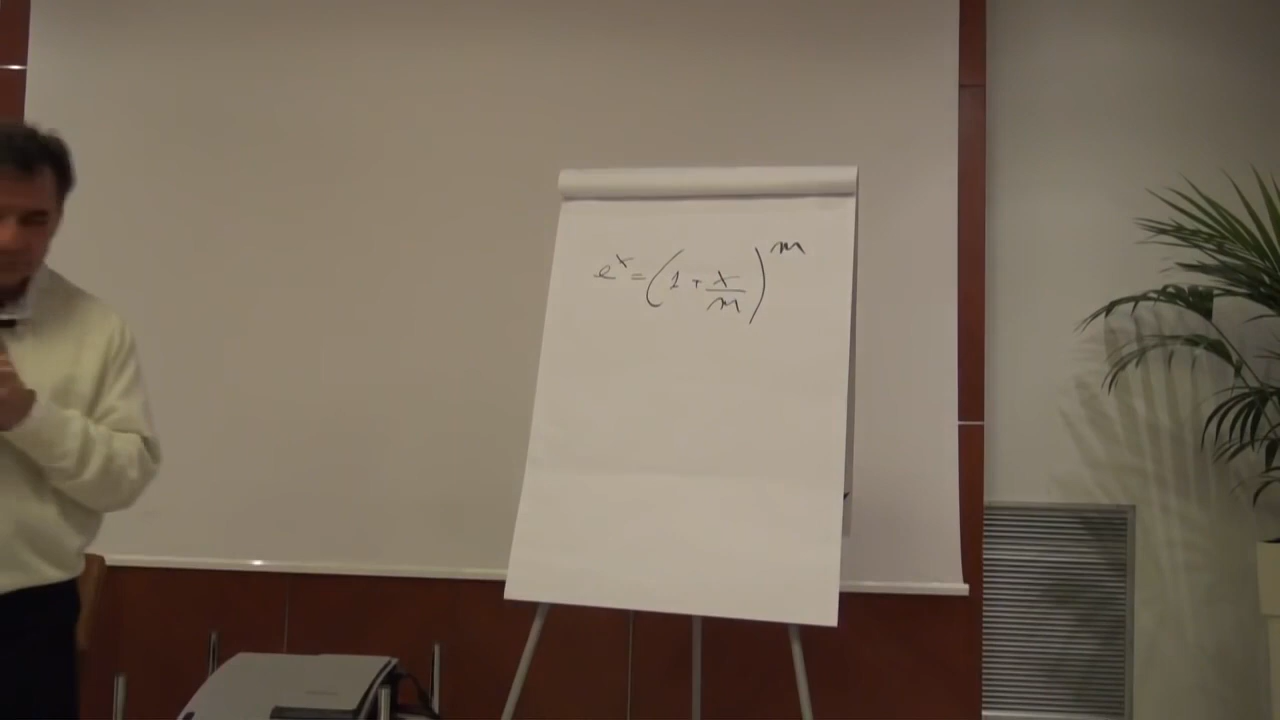 e^x = (1 + x/m)^m